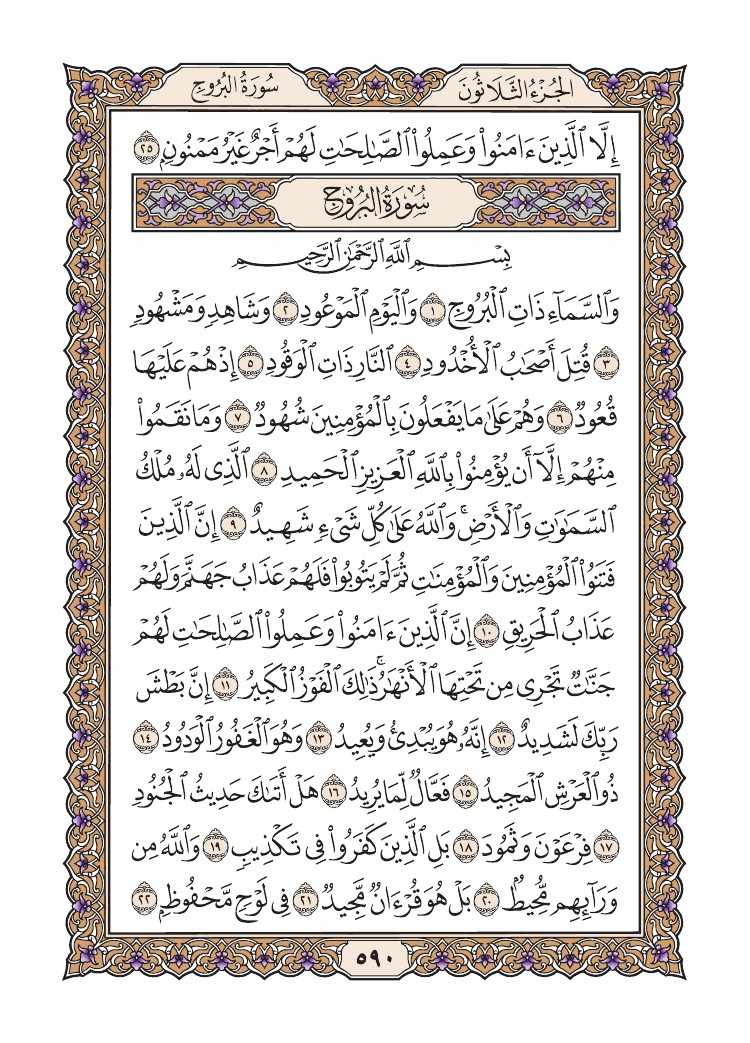 الجُزْءُ الثَّلَاثُونَ
سُورَةُ البُرُوجِ
إِلَّا ٱلَّذِينَ ءَامَنُوا۟ وَعَمِلُوا۟ ٱلصَّٰلِحَٰتِ لَهُمْ أَجْرٌ غَيْرُ مَمْنُونٍۭ ٢٥
سُورَةُ البُرُوجِ
بِسْمِ ٱللَّهِ ٱلرَّحْمَٰنِ ٱلرَّحِيمِ
وَٱلسَّمَآءِ ذَاتِ ٱلْبُرُوجِ ١ وَٱلْيَوْمِ ٱلْمَوْعُودِ ٢ وَشَاهِدٍ وَمَشْهُودٍ
٣ قُتِلَ أَصْحَٰبُ ٱلْأُخْدُودِ ٤ ٱلنَّارِ ذَاتِ ٱلْوَقُودِ ٥ إِذْ هُمْ عَلَيْهَا
قُعُودٌ ٦ وَهُمْ عَلَىٰ مَا يَفْعَلُونَ بِٱلْمُؤْمِنِينَ شُهُودٌ ٧ وَمَا نَقَمُوا۟
مِنْهُمْ إِلَّآ أَن يُؤْمِنُوا۟ بِٱللَّهِ ٱلْعَزِيزِ ٱلْحَمِيدِ ٨ ٱلَّذِى لَهُۥ مُلْكُ
ٱلسَّمَٰوَٰتِ وَٱلْأَرْضِ ۚ وَٱللَّهُ عَلَىٰ كُلِّ شَىْءٍ شَهِيدٌ ٩ إِنَّ ٱلَّذِينَ
فَتَنُوا۟ ٱلْمُؤْمِنِينَ وَٱلْمُؤْمِنَٰتِ ثُمَّ لَمْ يَتُوبُوا۟ فَلَهُمْ عَذَابُ جَهَنَّمَ وَلَهُمْ
عَذَابُ ٱلْحَرِيقِ ١٠ إِنَّ ٱلَّذِينَ ءَامَنُوا۟ وَعَمِلُوا۟ ٱلصَّٰلِحَٰتِ لَهُمْ
جَنَّٰتٌ تَجْرِى مِن تَحْتِهَا ٱلْأَنْهَٰرُ ۚ ذَٰلِكَ ٱلْفَوْزُ ٱلْكَبِيرُ ١١ إِنَّ بَطْشَ
رَبِّكَ لَشَدِيدٌ ١٢ إِنَّهُۥ هُوَ يُبْدِئُ وَيُعِيدُ ١٣ وَهُوَ ٱلْغَفُورُ ٱلْوَدُودُ ١٤
ذُو ٱلْعَرْشِ ٱلْمَجِيدُ ١٥ فَعَّالٌ لِّمَا يُرِيدُ ١٦ هَلْ أَتَىٰكَ حَدِيثُ ٱلْجُنُودِ
١٧ فِرْعَوْنَ وَثَمُودَ ١٨ بَلِ ٱلَّذِينَ كَفَرُوا۟ فِى تَكْذِيبٍ ١٩ وَٱللَّهُ مِن
وَرَآئِهِم مُّحِيطٌۢ ٢٠ بَلْ هُوَ قُرْءَانٌ مَّجِيدٌ ٢١ فِى لَوْحٍ مَّحْفُوظٍۭ ٢٢
٥٩٠